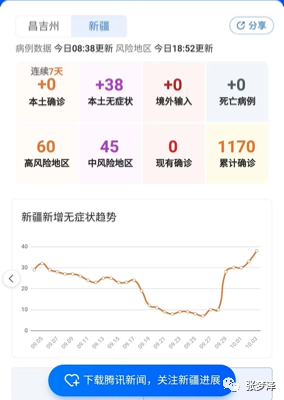 昌吉州 新疆 分享
病例数据 今日08:38更新 风险地区 今日18:52更新
连续7天
+0 +38 +0 +0
本土确诊 本土无症状 境外输入 死亡病例
60 45 0 1170
高风险地区 中风险地区 现有确诊 累计确诊
新疆新增无症状趋势
40
30
20
10
0
09.05 09.07 09.09 09.11 09.13 09.15 09.17 09.19 09.21 09.23 09.25 09.27 09.29 10.01 10.03
下载腾讯新闻，关注新疆进展
张梦泽